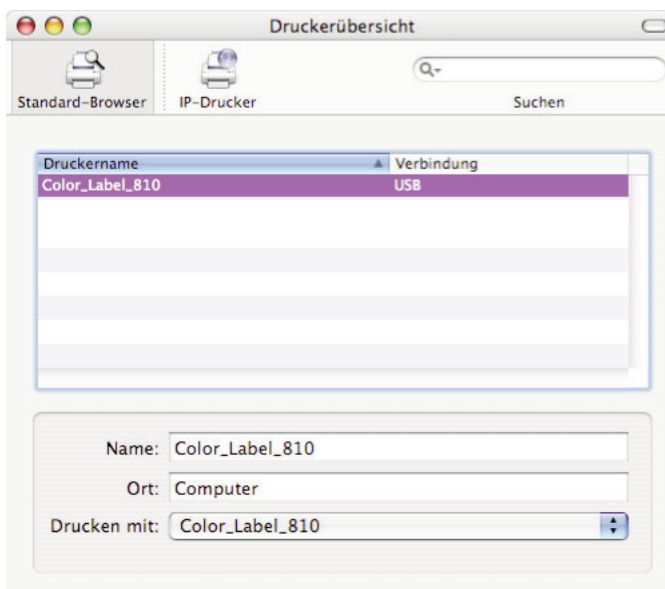 Druckerübersicht
Standard-Browser IP-Drucker Suchen
Druckername Verbindung
Color_Label_810 USB
Name: Color_Label_810
Ort: Computer
Drucken mit: Color_Label_810